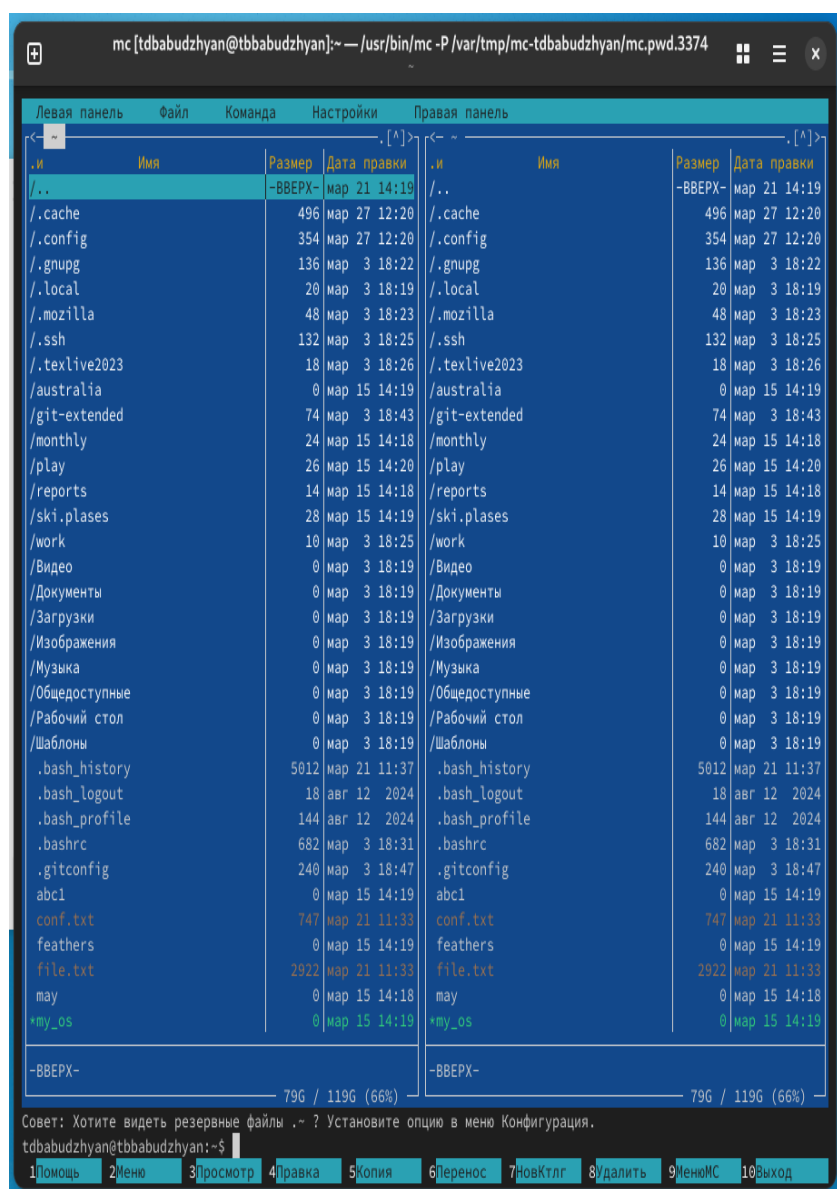 mc [tdbabudzhyan@tbbabudzhyan]:~ — /usr/bin/mc -P /var/tmp/mc-tdbabudzhyan/mc.pwd.3374
~
Левая панель Файл Команда Настройки Правая панель
<— ~ .[^]> <— ~ .[^]>
.и Имя Размер Дата правки .и Имя Размер Дата правки
/.. -ВВЕРХ- мар 21 14:19 /.. -ВВЕРХ- мар 21 14:19
/.cache 496 мар 27 12:20 /.cache 496 мар 27 12:20
/.config 354 мар 27 12:20 /.config 354 мар 27 12:20
/.gnupg 136 мар 3 18:22 /.gnupg 136 мар 3 18:22
/.local 20 мар 3 18:19 /.local 20 мар 3 18:19
/.mozilla 48 мар 3 18:23 /.mozilla 48 мар 3 18:23
/.ssh 132 мар 3 18:25 /.ssh 132 мар 3 18:25
/.texlive2023 18 мар 3 18:26 /.texlive2023 18 мар 3 18:26
/australia 0 мар 15 14:19 /australia 0 мар 15 14:19
/git-extended 74 мар 3 18:43 /git-extended 74 мар 3 18:43
/monthly 24 мар 15 14:18 /monthly 24 мар 15 14:18
/play 26 мар 15 14:20 /play 26 мар 15 14:20
/reports 14 мар 15 14:18 /reports 14 мар 15 14:18
/ski.plases 28 мар 15 14:19 /ski.plases 28 мар 15 14:19
/work 10 мар 3 18:25 /work 10 мар 3 18:25
/Видео 0 мар 3 18:19 /Видео 0 мар 3 18:19
/Документы 0 мар 3 18:19 /Документы 0 мар 3 18:19
/Загрузки 0 мар 3 18:19 /Загрузки 0 мар 3 18:19
/Изображения 0 мар 3 18:19 /Изображения 0 мар 3 18:19
/Музыка 0 мар 3 18:19 /Музыка 0 мар 3 18:19
/Общедоступные 0 мар 3 18:19 /Общедоступные 0 мар 3 18:19
/Рабочий стол 0 мар 3 18:19 /Рабочий стол 0 мар 3 18:19
/Шаблоны 0 мар 3 18:19 /Шаблоны 0 мар 3 18:19
.bash_history 5012 мар 21 11:37 .bash_history 5012 мар 21 11:37
.bash_logout 18 авг 12 2024 .bash_logout 18 авг 12 2024
.bash_profile 144 авг 12 2024 .bash_profile 144 авг 12 2024
.bashrc 682 мар 3 18:31 .bashrc 682 мар 3 18:31
.gitconfig 240 мар 3 18:47 .gitconfig 240 мар 3 18:47
abc1 0 мар 15 14:19 abc1 0 мар 15 14:19
conf.txt 747 мар 21 11:33 conf.txt 747 мар 21 11:33
feathers 0 мар 15 14:19 feathers 0 мар 15 14:19
file.txt 2922 мар 21 11:33 file.txt 2922 мар 21 11:33
may 0 мар 15 14:18 may 0 мар 15 14:18
*my_os 0 мар 15 14:19 *my_os 0 мар 15 14:19
-ВВЕРХ- -ВВЕРХ-
79G / 119G (66%) 79G / 119G (66%)
Совет: Хотите видеть резервные файлы .~ ? Установите опцию в меню Конфигурация.
tdbabudzhyan@tbbabudzhyan:~$
1Помощь 2Меню 3Просмотр 4Правка 5Копия 6Перенос 7НовКтлг 8Удалить 9МенюМС 10Выход